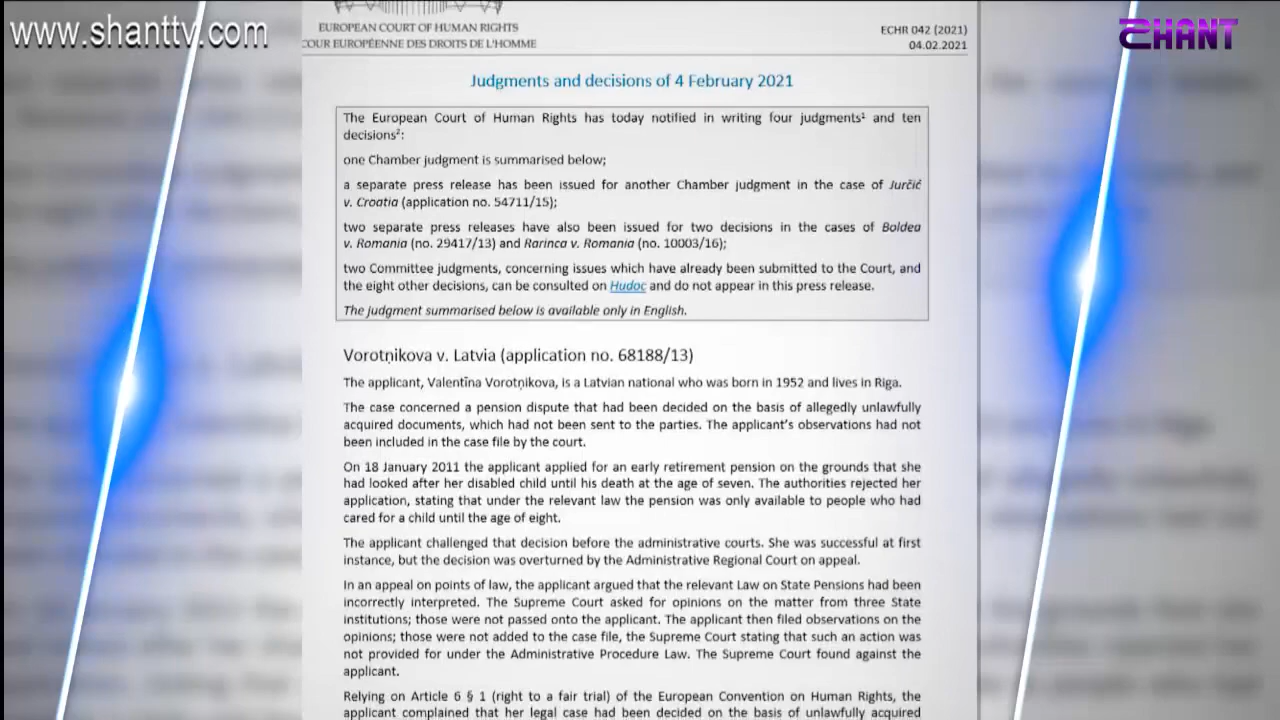 www.shanttv.com
SHANT
EUROPEAN COURT OF HUMAN RIGHTS
COUR EUROPÉENNE DES DROITS DE L'HOMME
ECHR 042 (2021)
04.02.2021
Judgments and decisions of 4 February 2021
The European Court of Human Rights has today notified in writing four judgments¹ and ten
decisions²:
one Chamber judgment is summarised below;
a separate press release has been issued for another Chamber judgment in the case of Jurčić
v. Croatia (application no. 54711/15);
two separate press releases have also been issued for two decisions in the cases of Boldea
v. Romania (no. 29417/13) and Rarinca v. Romania (no. 10003/16);
two Committee judgments, concerning issues which have already been submitted to the Court, and
the eight other decisions, can be consulted on Hudoc and do not appear in this press release.
The judgment summarised below is available only in English.
Vorotņikova v. Latvia (application no. 68188/13)
The applicant, Valentīna Vorotņikova, is a Latvian national who was born in 1952 and lives in Riga.
The case concerned a pension dispute that had been decided on the basis of allegedly unlawfully
acquired documents, which had not been sent to the parties. The applicant's observations had not
been included in the case file by the court.
On 18 January 2011 the applicant applied for an early retirement pension on the grounds that she
had looked after her disabled child until his death at the age of seven. The authorities rejected her
application, stating that under the relevant law the pension was only available to people who had
cared for a child until the age of eight.
The applicant challenged that decision before the administrative courts. She was successful at first
instance, but the decision was overturned by the Administrative Regional Court on appeal.
In an appeal on points of law, the applicant argued that the relevant Law on State Pensions had been
incorrectly interpreted. The Supreme Court asked for opinions on the matter from three State
institutions; those were not passed onto the applicant. The applicant then filed observations on the
opinions; those were not added to the case file, the Supreme Court stating that such an action was
not provided for under the Administrative Procedure Law. The Supreme Court found against the
applicant.
Relying on Article 6 § 1 (right to a fair trial) of the European Convention on Human Rights, the
applicant complained that her legal case had been decided on the basis of unlawfully acquired